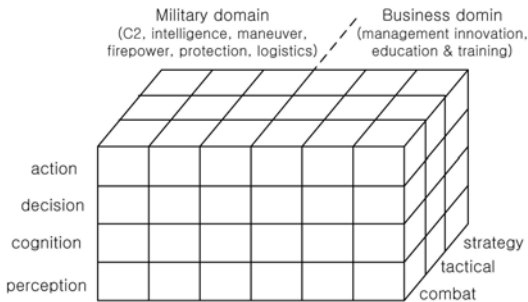 Military domain
(C2, intelligence, maneuver,
firepower, protection, logistics)
Business domin
(management innovation,
education & training)
action
decision
cognition
perception
strategy
tactical
combat